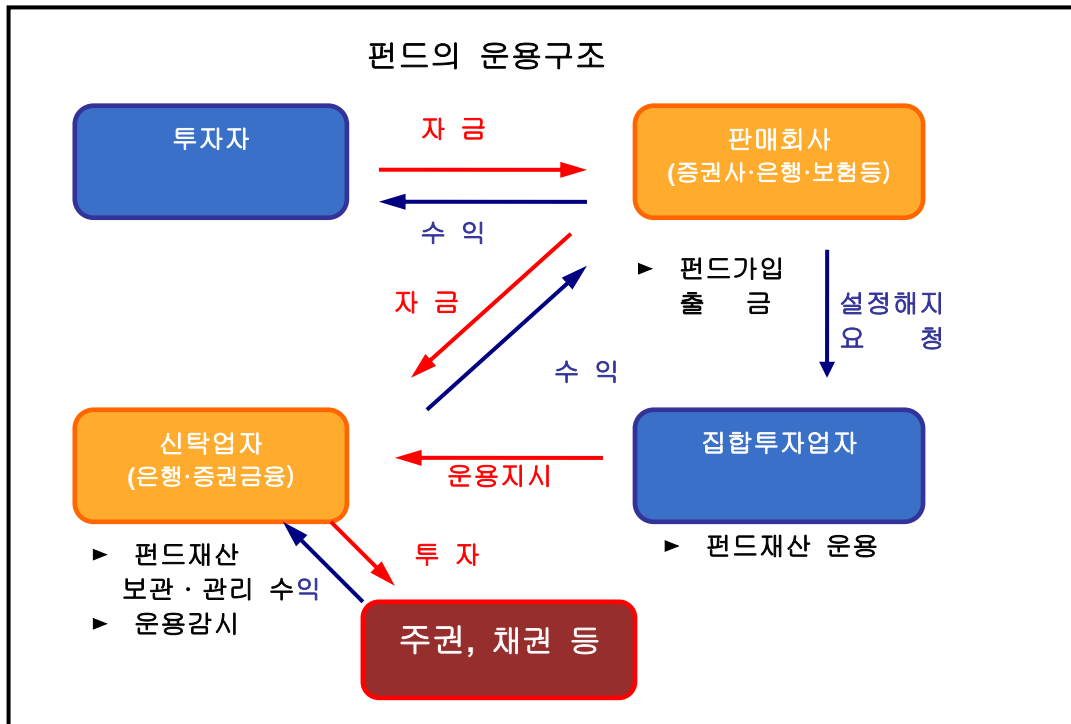 펀드의 운용구조
투자자
자 금
판매회사
(증권사·은행·보험등)
수 익
► 펀드가입
출 금
자 금
설정해지
요 청
수 익
신탁업자
(은행·증권금융)
집합투자업자
운용지시
► 펀드재산
보관 · 관리 수익
► 운용감시
투 자
► 펀드재산 운용
주권, 채권 등